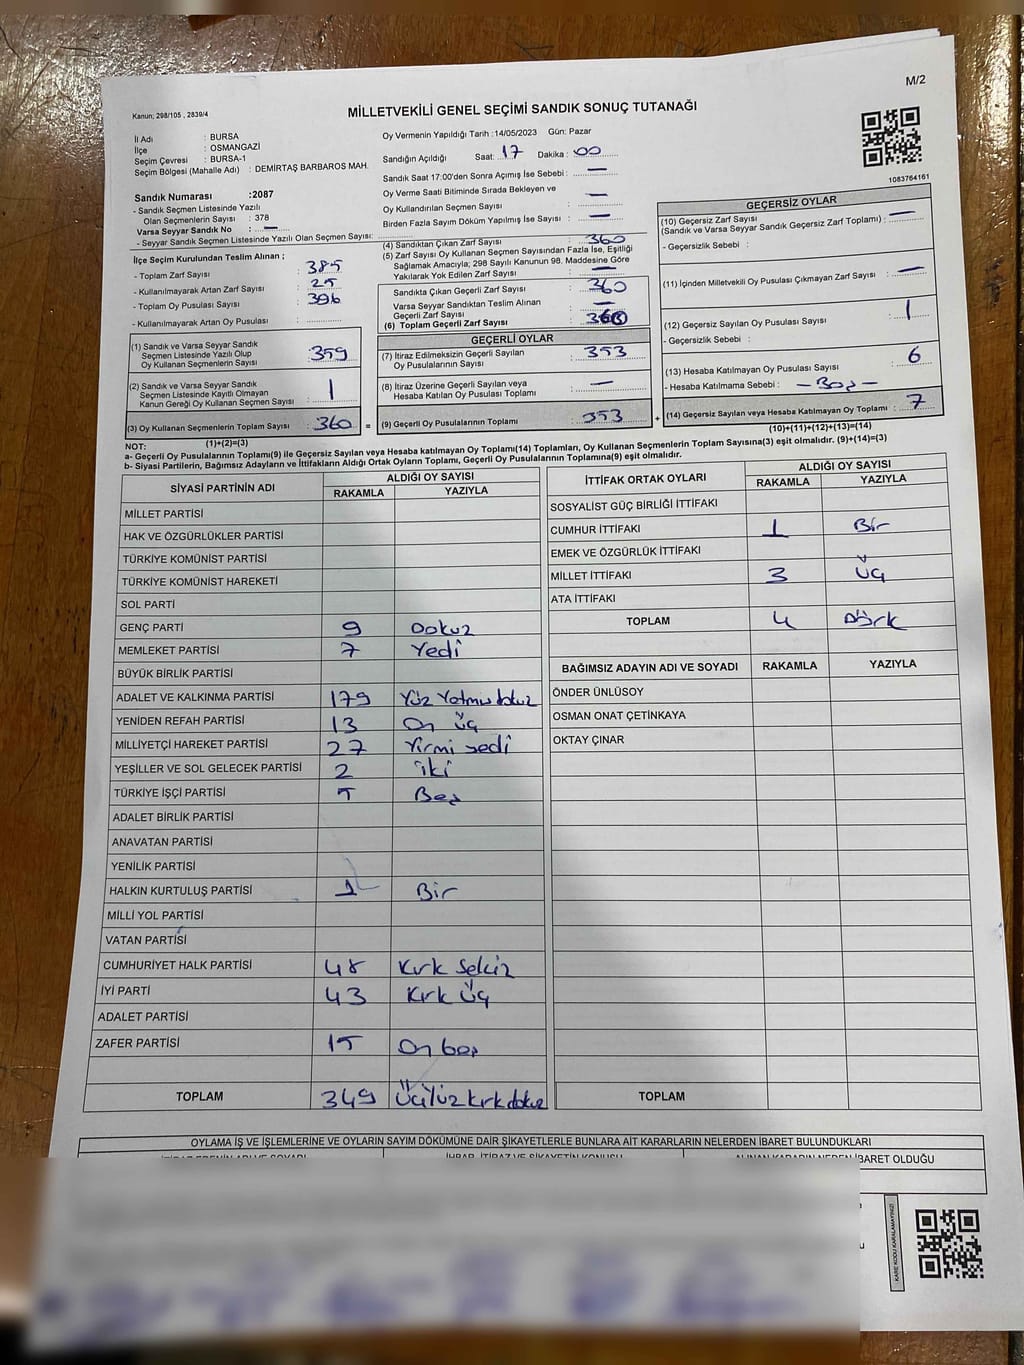 M/2
Kanun; 298/105 , 2839/4
MİLLETVEKİLİ GENEL SEÇİMİ SANDIK SONUÇ TUTANAĞI
İl Adı : BURSA
İlçe : OSMANGAZİ
Seçim Çevresi : BURSA-1
Seçim Bölgesi (Mahalle Adı) : DEMİRTAŞ BARBAROS MAH.
Sandık Numarası :2087
- Sandık Seçmen Listesinde Yazılı
Olan Seçmenlerin Sayısı : 378
Varsa Seyyar Sandık No : —
- Seyyar Sandık Seçmen Listesinde Yazılı Olan Seçmen Sayısı:
İlçe Seçim Kurulundan Teslim Alınan ;
- Toplam Zarf Sayısı : 385
- Kullanılmayarak Artan Zarf Sayısı : 25
- Toplam Oy Pusulası Sayısı : 396
- Kullanılmayarak Artan Oy Pusulası :
(1) Sandık ve Varsa Seyyar Sandık
Seçmen Listesinde Yazılı Olup
Oy Kullanan Seçmenlerin Sayısı : 359
(2) Sandık ve Varsa Seyyar Sandık
Seçmen Listelerinde Kayıtlı Olmayan
Kanun Gereği Oy Kullanan Seçmen Sayısı : 1
(3) Oy Kullanan Seçmenlerin Toplam Sayısı : 360
(1)+(2)=(3)
Oy Vermenin Yapıldığı Tarih :14/05/2023 Gün: Pazar
Sandığın Açıldığı Saat: 17 Dakika : 00
Sandık Saat 17:00'den Sonra Açımış İse Sebebi : —
Oy Verme Saati Bitiminde Sırada Bekleyen ve
Oy Kullandırılan Seçmen Sayısı : —
Birden Fazla Sayım Döküm Yapılmış İse Sayısı : —
(4) Sandıktan Çıkan Zarf Sayısı : 360
(5) Zarf Sayısı Oy Kullanan Seçmen Sayısından Fazla İse, Eşitliği
Sağlamak Amacıyla; 298 Sayılı Kanunun 98. Maddesine Göre
Yakılarak Yok Edilen Zarf Sayısı : —
Sandıkta Çıkan Geçerli Zarf Sayısı : 360
Varsa Seyyar Sandıktan Teslim Alınan
Geçerli Zarf Sayısı : —
(6) Toplam Geçerli Zarf Sayısı :
GEÇERLİ OYLAR
(7) İtiraz Edilmeksizin Geçerli Sayılan
Oy Pusulalarının Sayısı : 353
(8) İtiraz Üzerine Geçerli Sayılan veya
Hesaba Katılan Oy Pusulası Toplamı : —
(9) Geçerli Oy Pusulalarının Toplamı : 353
1083764161
GEÇERSİZ OYLAR
(10) Geçersiz Zarf Sayısı
(Sandık ve Varsa Seyyar Sandık Geçersiz Zarf Toplamı) : —
- Geçersizlik Sebebi :
(11) İçinden Milletvekili Oy Pusulası Çıkmayan Zarf Sayısı : —
(12) Geçersiz Sayılan Oy Pusulası Sayısı : 1
- Geçersizlik Sebebi :
(13) Hesaba Katılmayan Oy Pusulası Sayısı : 6
- Hesaba Katılmama Sebebi : - Boş -
(14) Geçersiz Sayılan veya Hesaba Katılmayan Oy Toplamı : 7
(10)+(11)+(12)+(13)=(14)
NOT:
a- Geçerli Oy Pusulalarının Toplamı(9) ile Geçersiz Sayılan veya Hesaba katılmayan Oy Toplamı(14) Toplamları, Oy Kullanan Seçmenlerin Toplam Sayısına(3) eşit olmalıdır. (9)+(14)=(3)
b- Siyasi Partilerin, Bağımsız Adayların ve İttifakların Aldığı Ortak Oyların Toplamı, Geçerli Oy Pusulalarının Toplamına(9) eşit olmalıdır.
SİYASİ PARTİNİN ADI ALDIĞI OY SAYISI
RAKAMLA YAZIYLA
MİLLET PARTİSİ
HAK VE ÖZGÜRLÜKLER PARTİSİ
TÜRKİYE KOMÜNİST PARTİSİ
TÜRKİYE KOMÜNİST HAREKETİ
SOL PARTİ
GENÇ PARTİ 9 Dokuz
MEMLEKET PARTİSİ 7 Yedi
BÜYÜK BİRLİK PARTİSİ
ADALET VE KALKINMA PARTİSİ 179 Yüz Yetmiş dokuz
YENİDEN REFAH PARTİSİ 13 On üç
MİLLİYETÇİ HAREKET PARTİSİ 27 Yirmi yedi
YEŞİLLER VE SOL GELECEK PARTİSİ 2 iki
TÜRKİYE İŞÇİ PARTİSİ 5 Beş
ADALET BİRLİK PARTİSİ
ANAVATAN PARTİSİ
YENİLİK PARTİSİ
HALKIN KURTULUŞ PARTİSİ 1 Bir
MİLLİ YOL PARTİSİ
VATAN PARTİSİ
CUMHURİYET HALK PARTİSİ 48 Kırk Sekiz
İYİ PARTİ 43 Kırk üç
ADALET PARTİSİ
ZAFER PARTİSİ 15 On beş
TOPLAM 349 ÜçYüz kırk dokuz
İTTİFAK ORTAK OYLARI ALDIĞI OY SAYISI
RAKAMLA YAZIYLA
SOSYALİST GÜÇ BİRLİĞİ İTTİFAKI
CUMHUR İTTİFAKI 1 Bir
EMEK VE ÖZGÜRLÜK İTTİFAKI
MİLLET İTTİFAKI 3 Üç
ATA İTTİFAKI
TOPLAM 4 Dörk
BAĞIMSIZ ADAYIN ADI VE SOYADI RAKAMLA YAZIYLA
ÖNDER ÜNLÜSOY
OSMAN ONAT ÇETİNKAYA
OKTAY ÇINAR
TOPLAM
OYLAMA İŞ VE İŞLEMLERİNE VE OYLARIN SAYIM DÖKÜMÜNE DAİR ŞİKAYETLERLE BUNLARA AİT KARARLARIN NELERDEN İBARET BULUNDUKLARI
İHBAR, İTİRAZ VE ŞİKAYETİN KONUSU
ALINAN KARARIN NEDEN İBARET OLDUĞU
KARE KODU KARALAMAYINIZ!